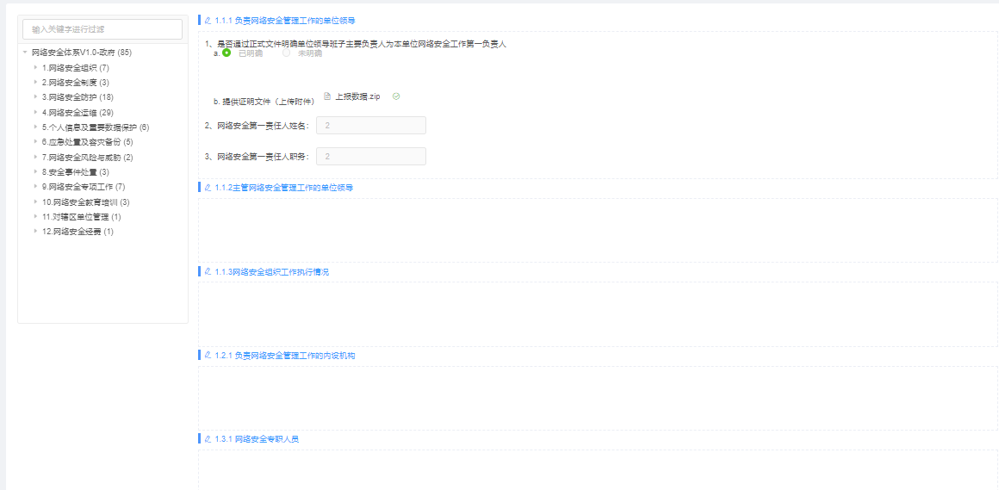 输入关键字进行过滤
网络安全体系V1.0-政府 (85)
1.网络安全组织 (7)
2.网络安全制度 (3)
3.网络安全防护 (18)
4.网络安全运维 (29)
5.个人信息及重要数据保护 (6)
6.应急处置及容灾备份 (5)
7.网络安全风险与威胁 (2)
8.安全事件处置 (3)
9.网络安全专项工作 (7)
10.网络安全教育培训 (3)
11.对辖区单位管理 (1)
12.网络安全经费 (1)
1.1.1 负责网络安全管理工作的单位领导
1、是否通过正式文件明确单位领导班子主要负责人为本单位网络安全工作第一负责人
a. 已明确 未明确
b. 提供证明文件（上传附件） 上报数据.zip
2、网络安全第一责任人姓名： 2
3、网络安全第一责任人职务： 2
1.1.2主管网络安全管理工作的单位领导
1.1.3网络安全组织工作执行情况
1.2.1 负责网络安全管理工作的内设机构
1.3.1 网络安全专职人员